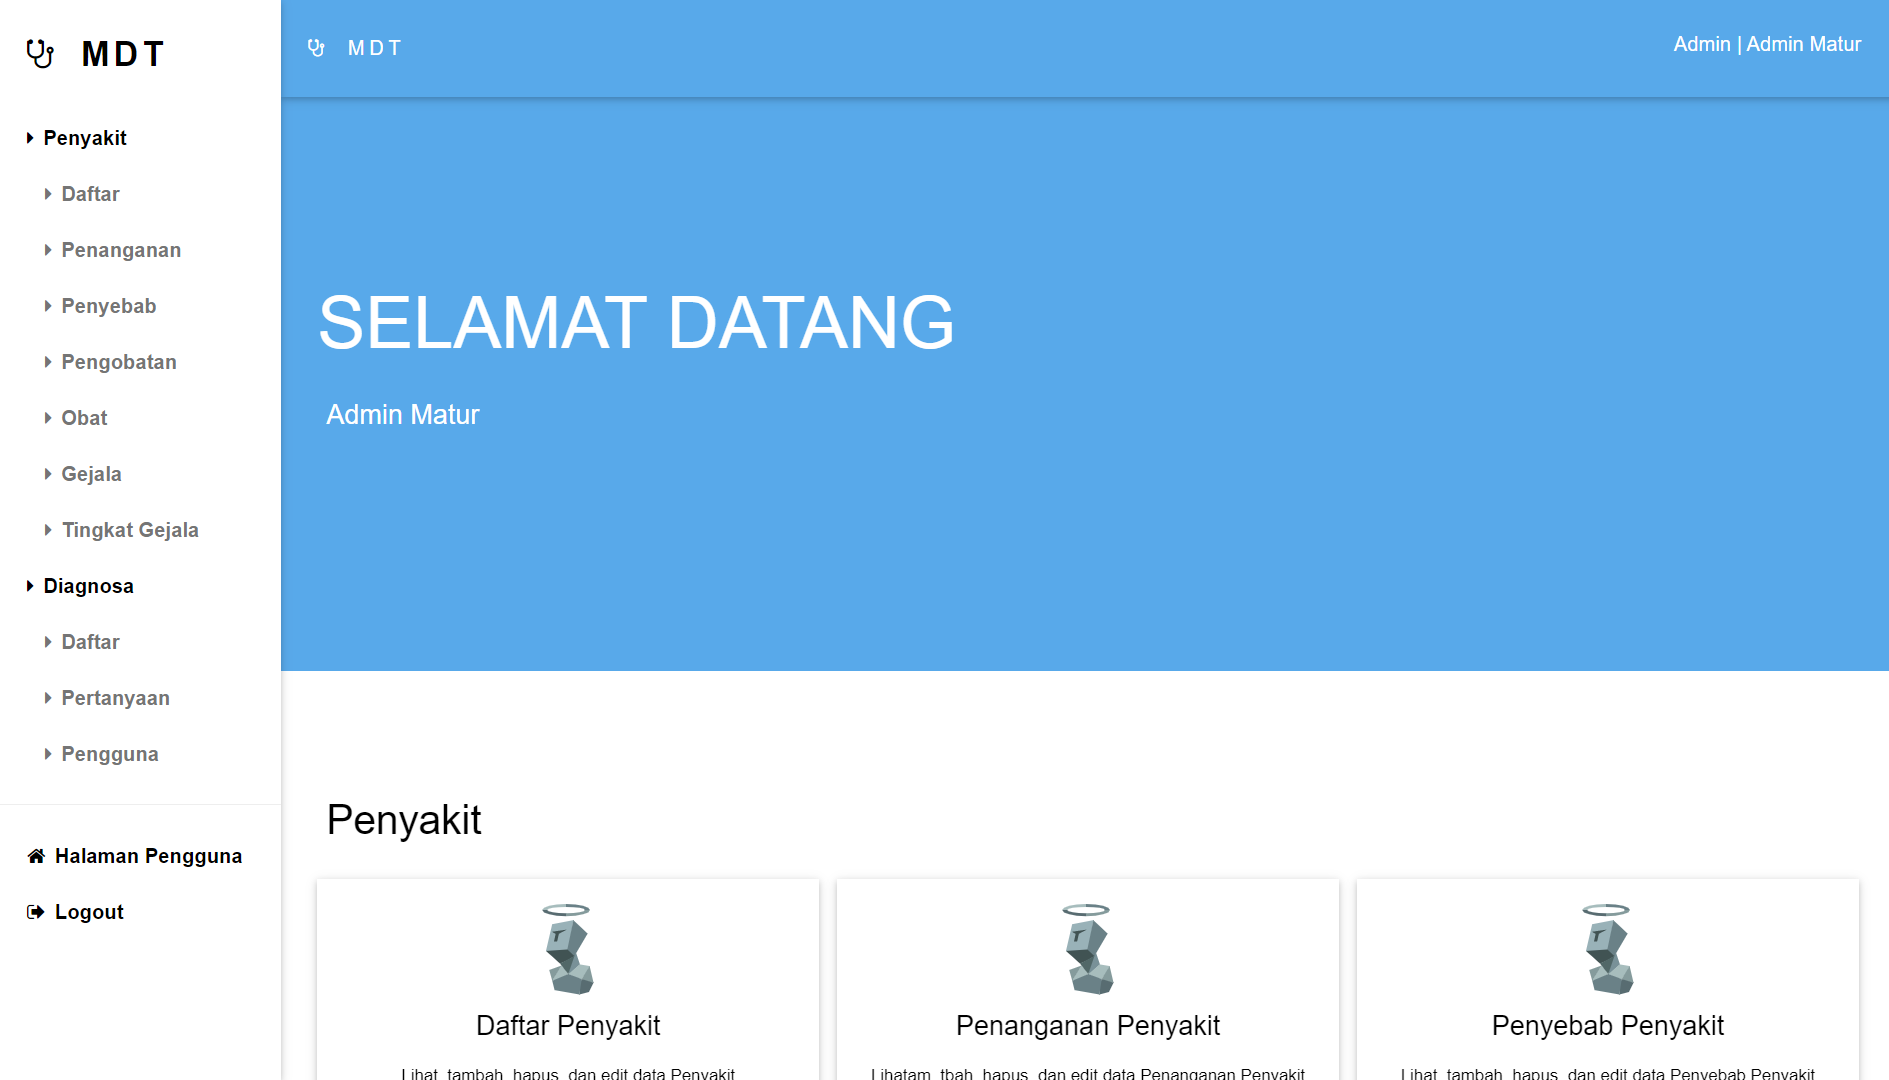 MDT
Penyakit
Daftar
Penanganan
Penyebab
Pengobatan
Obat
Gejala
Tingkat Gejala
Diagnosa
Daftar
Pertanyaan
Pengguna
Halaman Pengguna
Logout
MDT
Admin | Admin Matur
SELAMAT DATANG
Admin Matur
Penyakit
Daftar Penyakit
Lihat, tambah, hapus, dan edit data Penyakit
Penanganan Penyakit
Lihatam, tbah, hapus, dan edit data Penanganan Penyakit
Penyebab Penyakit
Lihat, tambah, hapus, dan edit data Penyebab Penyakit